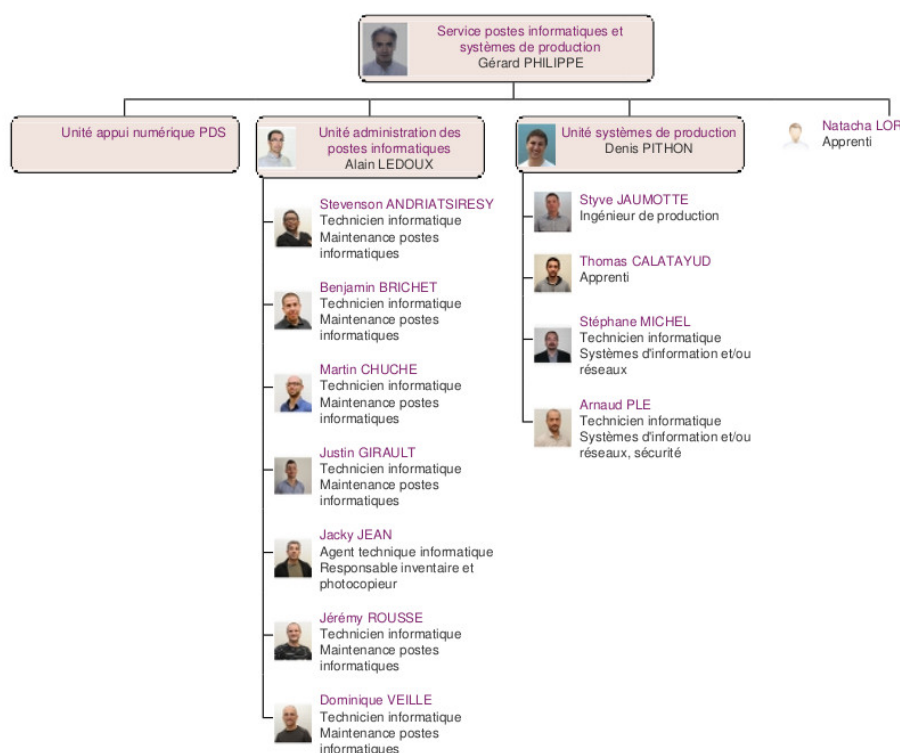 Service postes informatiques et
systèmes de production
Gérard PHILIPPE
Unité appui numérique PDS
Unité administration des
postes informatiques
Alain LEDOUX
Unité systèmes de production
Denis PITHON
Natacha LOR
Apprenti
Stevenson ANDRIATSIRESY
Technicien informatique
Maintenance postes
informatiques
Benjamin BRICHET
Technicien informatique
Maintenance postes
informatiques
Martin CHUCHE
Technicien informatique
Maintenance postes
informatiques
Justin GIRAULT
Technicien informatique
Maintenance postes
informatiques
Jacky JEAN
Agent technique informatique
Responsable inventaire et
photocopieur
Jérémy ROUSSE
Technicien informatique
Maintenance postes
informatiques
Dominique VEILLE
Technicien informatique
Maintenance postes
informatiques
Styve JAUMOTTE
Ingénieur de production
Thomas CALATAYUD
Apprenti
Stéphane MICHEL
Technicien informatique
Systèmes d'information et/ou
réseaux
Arnaud PLE
Technicien informatique
Systèmes d'information et/ou
réseaux, sécurité